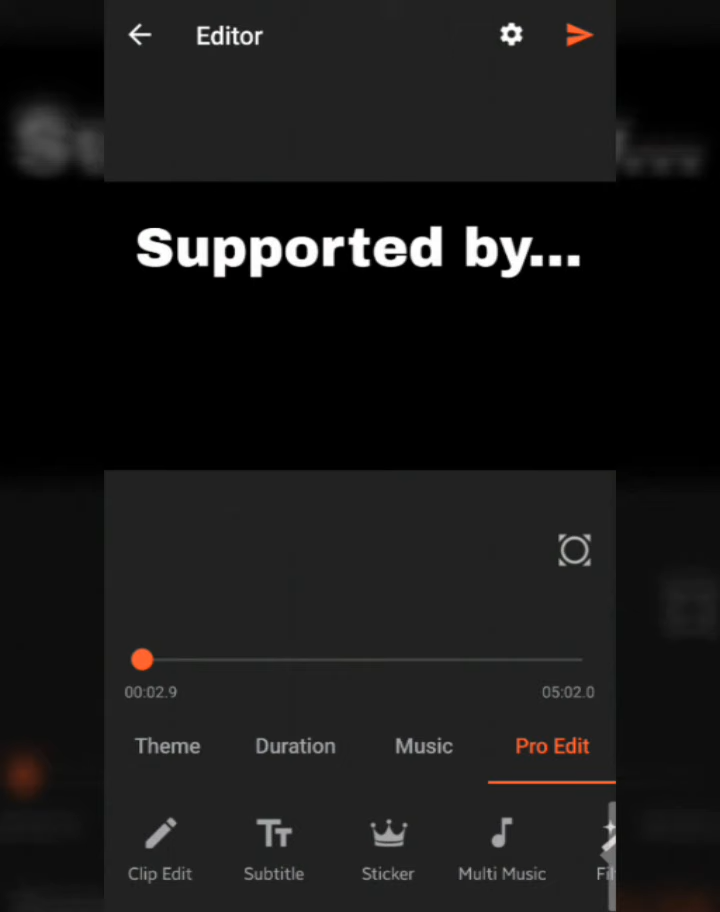 Editor
Supported by...
00:02.9 05:02.0
Theme Duration Music Pro Edit
Clip Edit Subtitle Sticker Multi Music